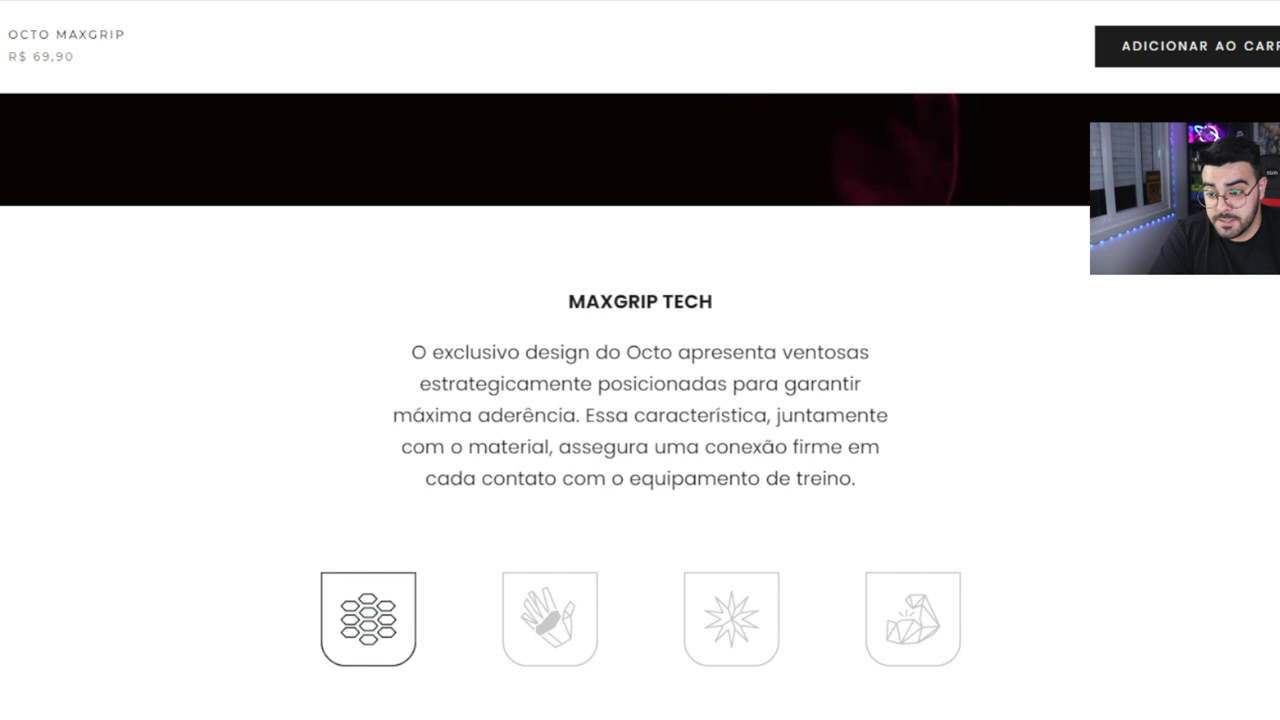 OCTO MAXGRIP
R$ 69,90
ADICIONAR AO
MAXGRIP TECH
O exclusivo design do Octo apresenta ventosas
estrategicamente posicionadas para garantir
máxima aderência. Essa característica, juntamente
com o material, assegura uma conexão firme em
cada contato com o equipamento de treino.